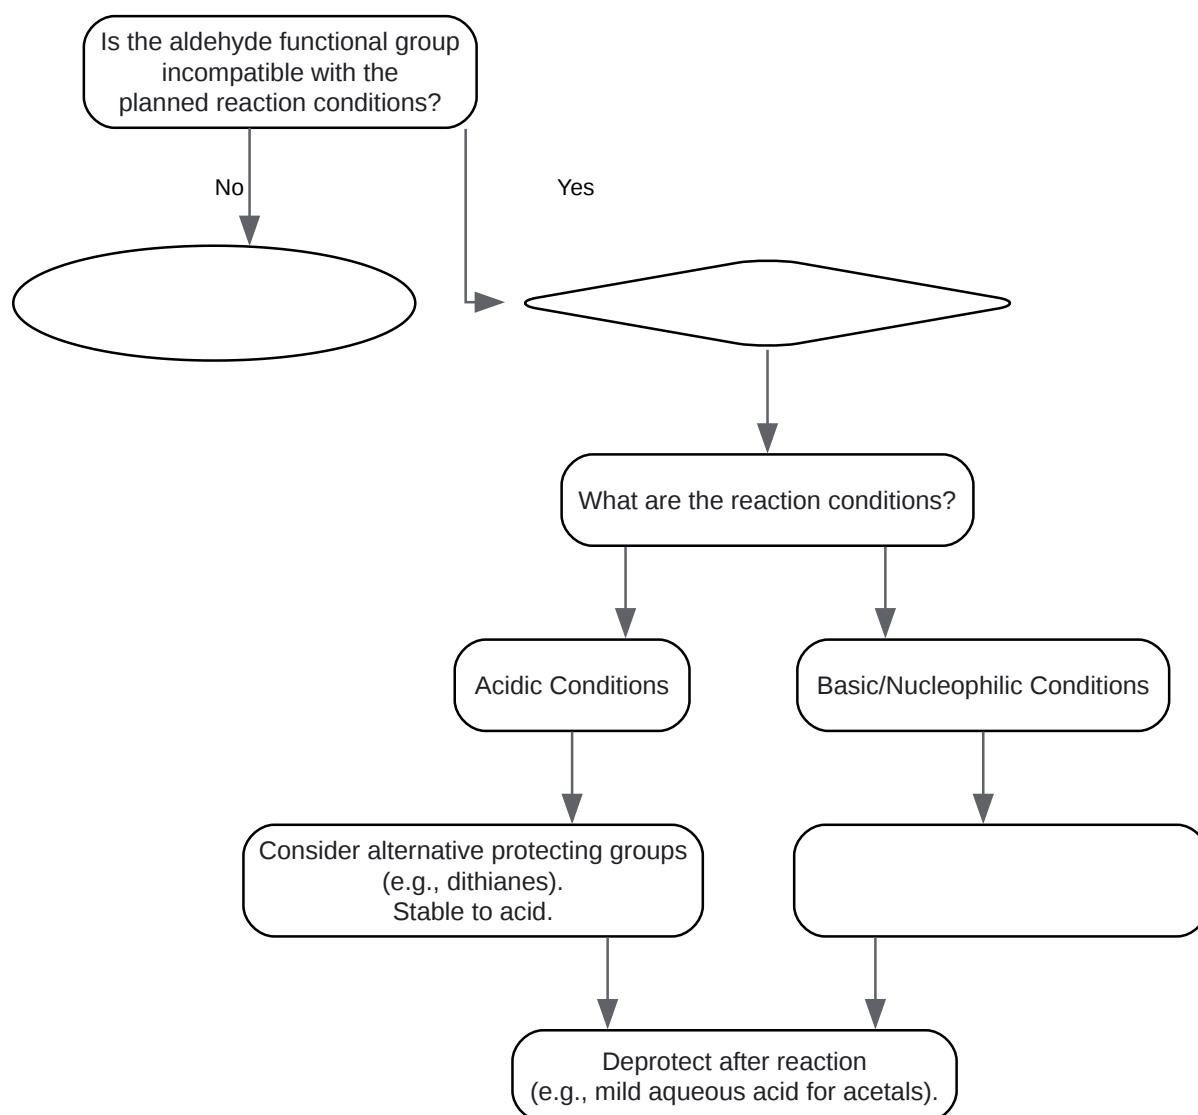 Is the aldehyde functional group
incompatible with the
planned reaction conditions?
No
Yes
What are the reaction conditions?
Acidic Conditions
Basic/Nucleophilic Conditions
Consider alternative protecting groups
(e.g., dithianes).
Stable to acid.
Deprotect after reaction
(e.g., mild aqueous acid for acetals).